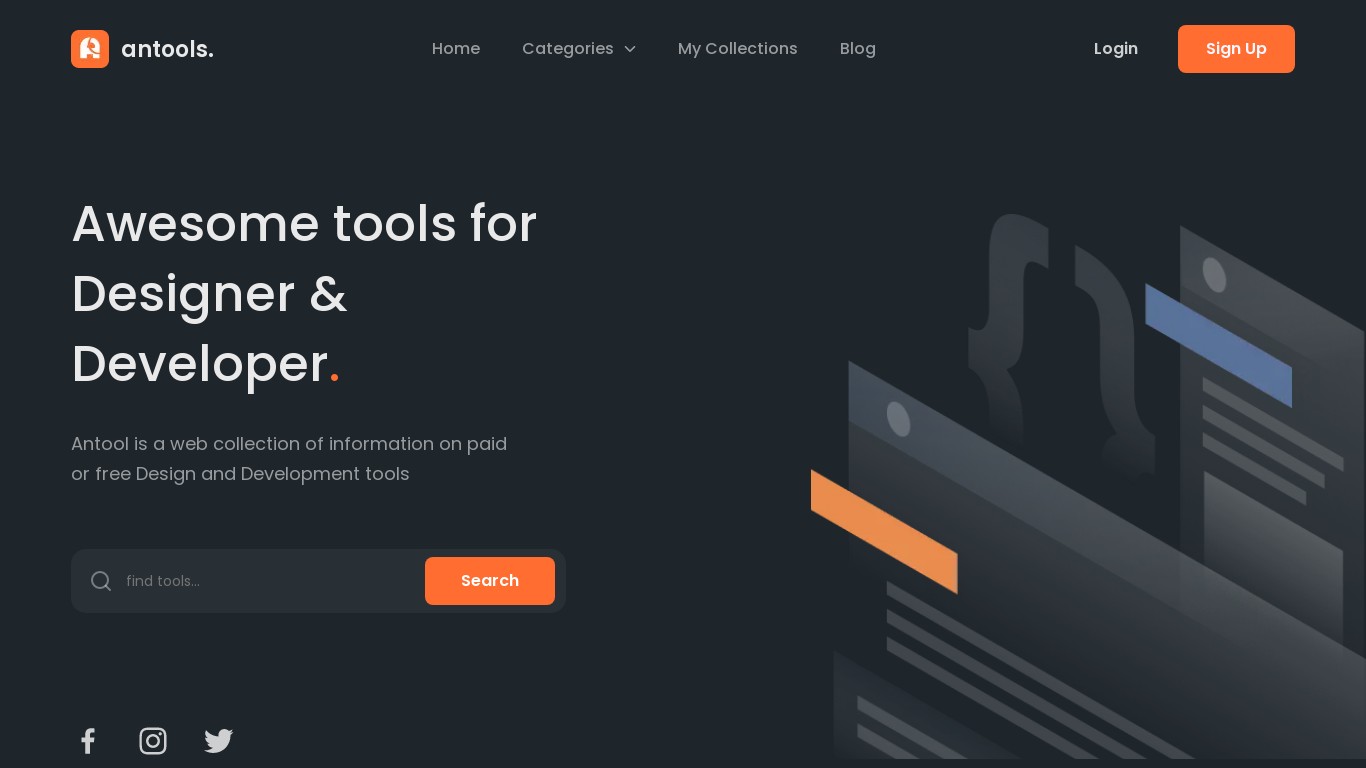 antools.
Home
Categories
My Collections
Blog
Login
Sign Up
Awesome tools for
Designer &
Developer.
Antool is a web collection of information on paid
or free Design and Development tools
find tools...
Search